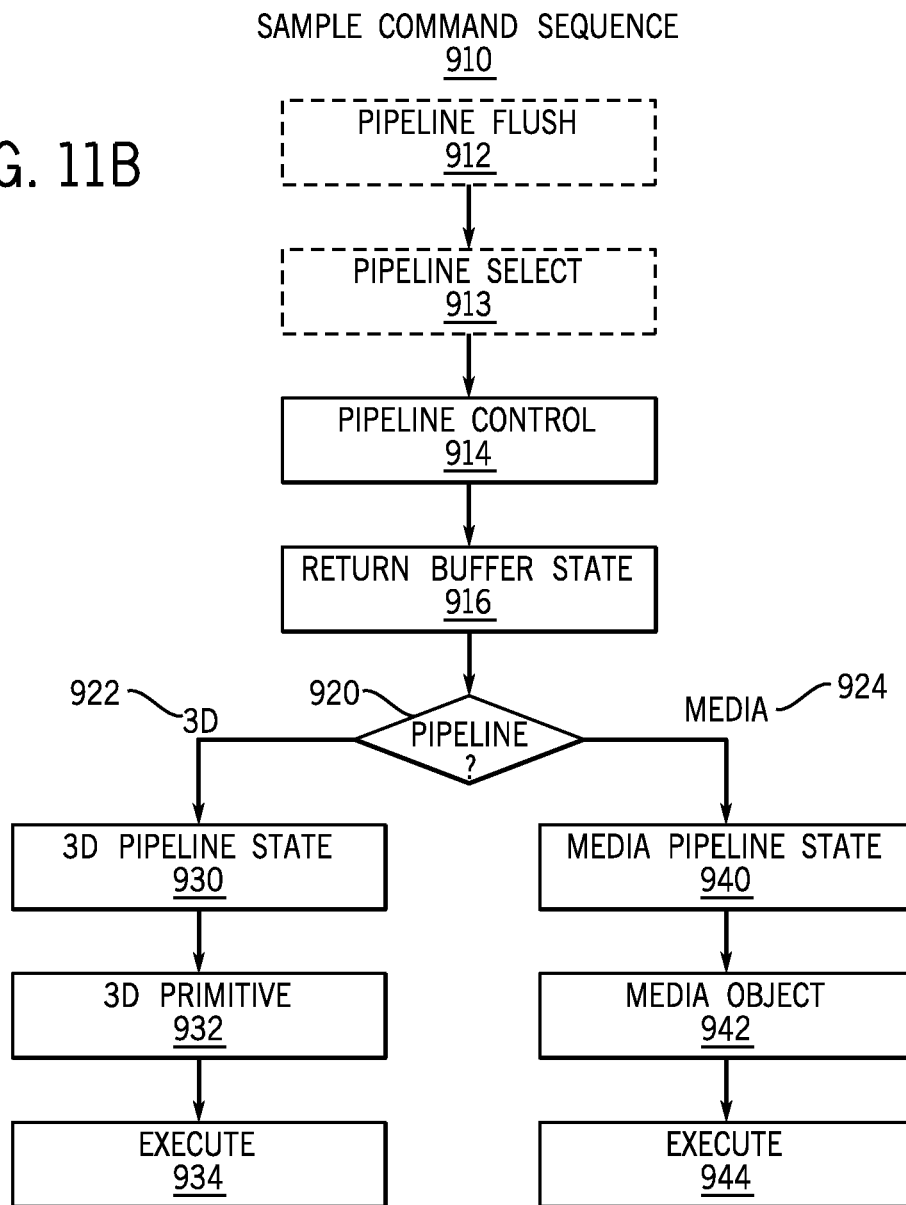 SAMPLE COMMAND SEQUENCE
910
G. 11B
PIPELINE FLUSH
912
PIPELINE SELECT
913
PIPELINE CONTROL
914
RETURN BUFFER STATE
916
922
3D
920
PIPELINE
?
MEDIA
924
3D PIPELINE STATE
930
MEDIA PIPELINE STATE
940
3D PRIMITIVE
932
MEDIA OBJECT
942
EXECUTE
934
EXECUTE
944